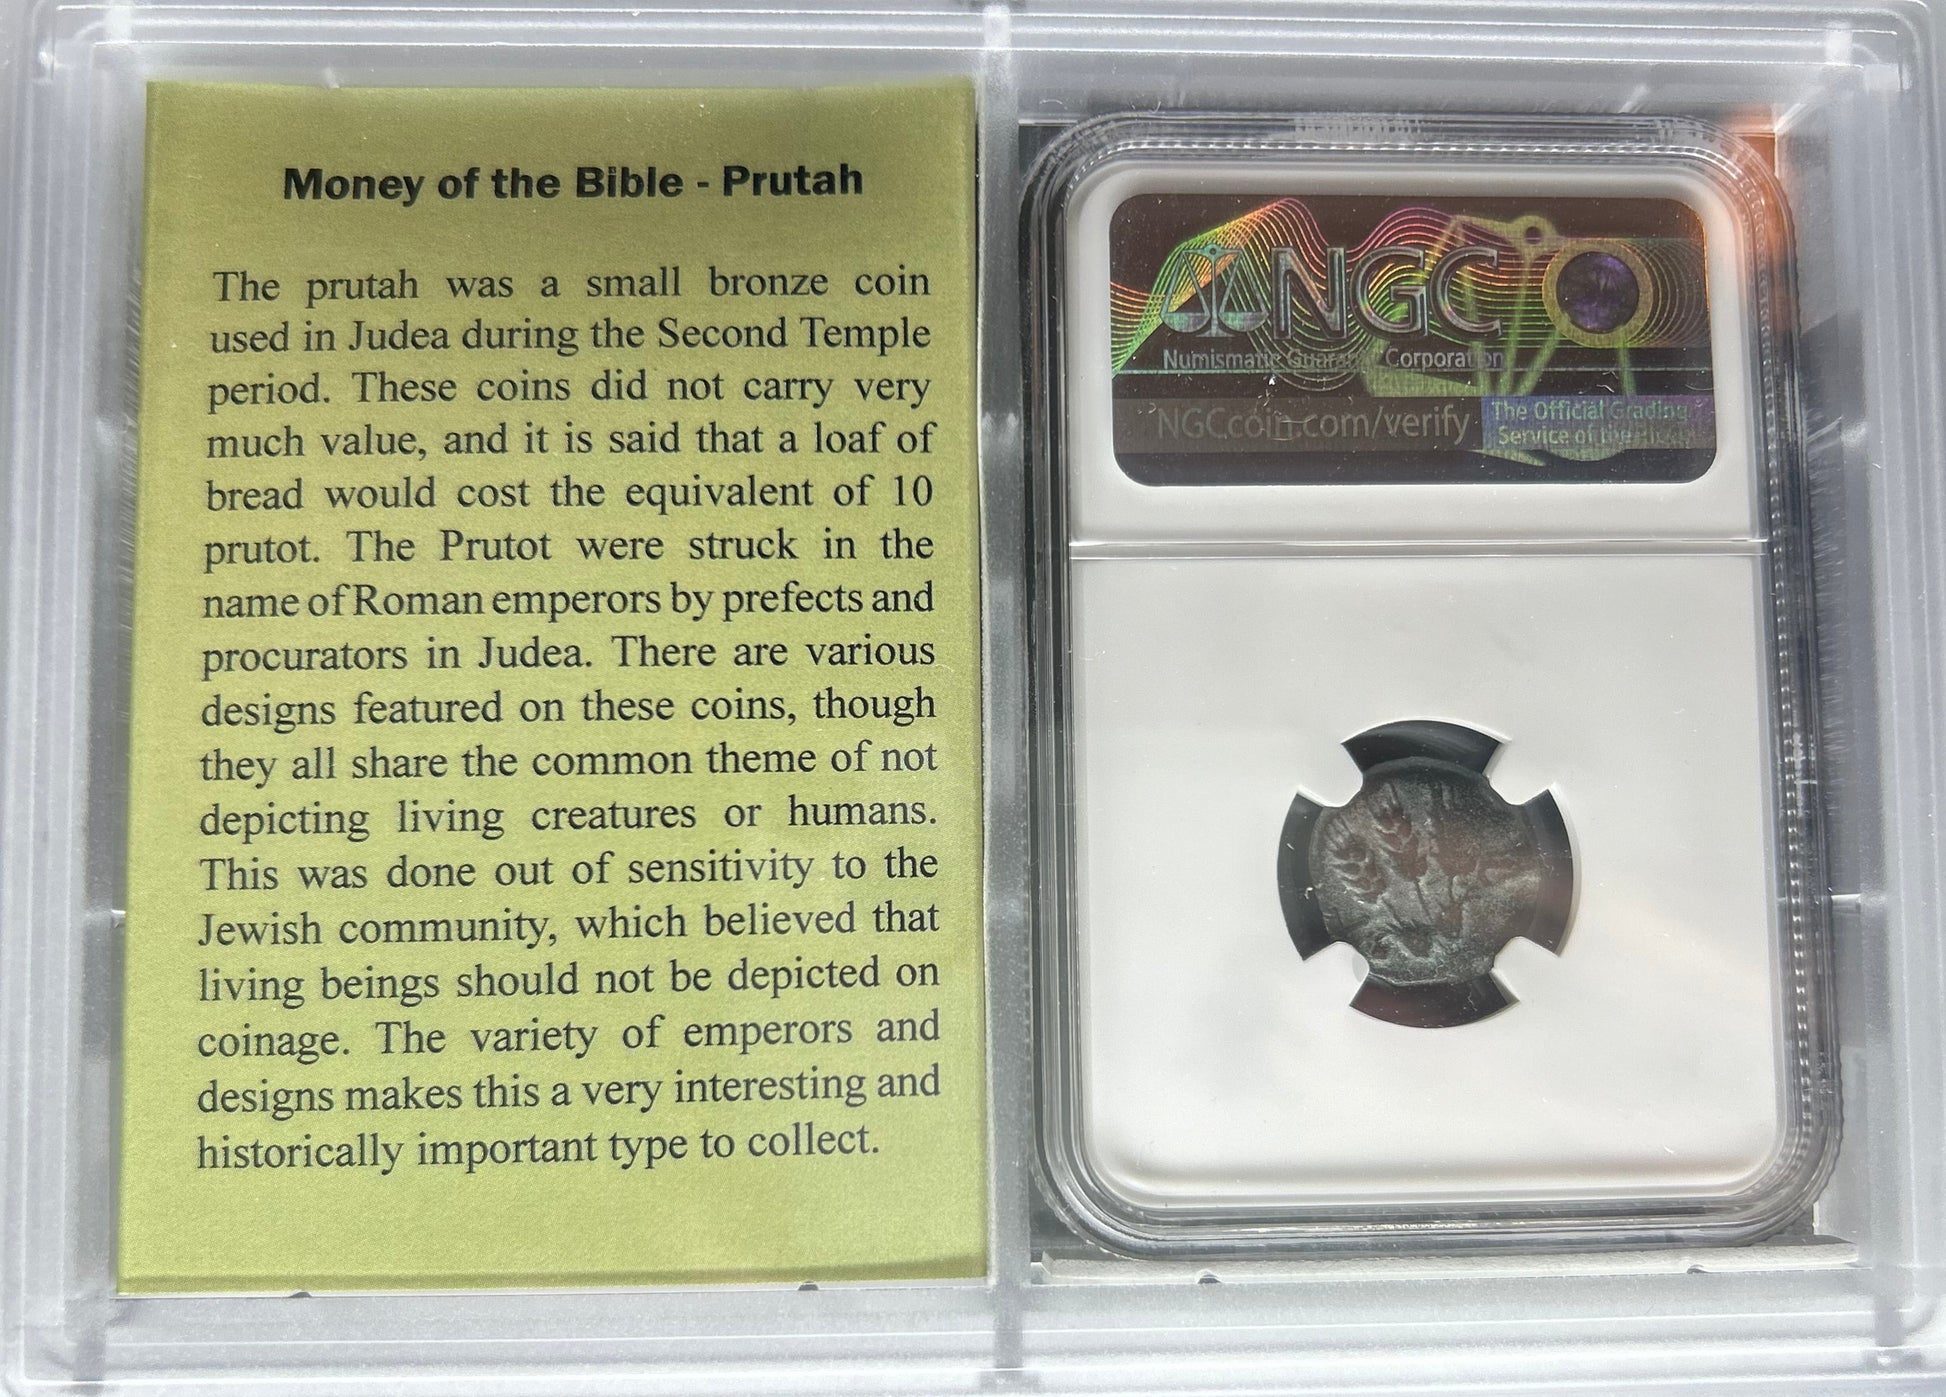 Money of the Bible - Prutah
The prutah was a small bronze coin
used in Judea during the Second Temple
period. These coins did not carry very
much value, and it is said that a loaf of
bread would cost the equivalent of 10
prutot. The Prutot were struck in the
name of Roman emperors by prefects and
procurators in Judea. There are various
designs featured on these coins, though
they all share the common theme of not
depicting living creatures or humans.
This was done out of sensitivity to the
Jewish community, which believed that
living beings should not be depicted on
coinage. The variety of emperors and
designs makes this a very interesting and
historically important type to collect.
NGC
Numismatic Guaranty Corporation
NGCcoin.com/verify
The Official Grading
Service of the